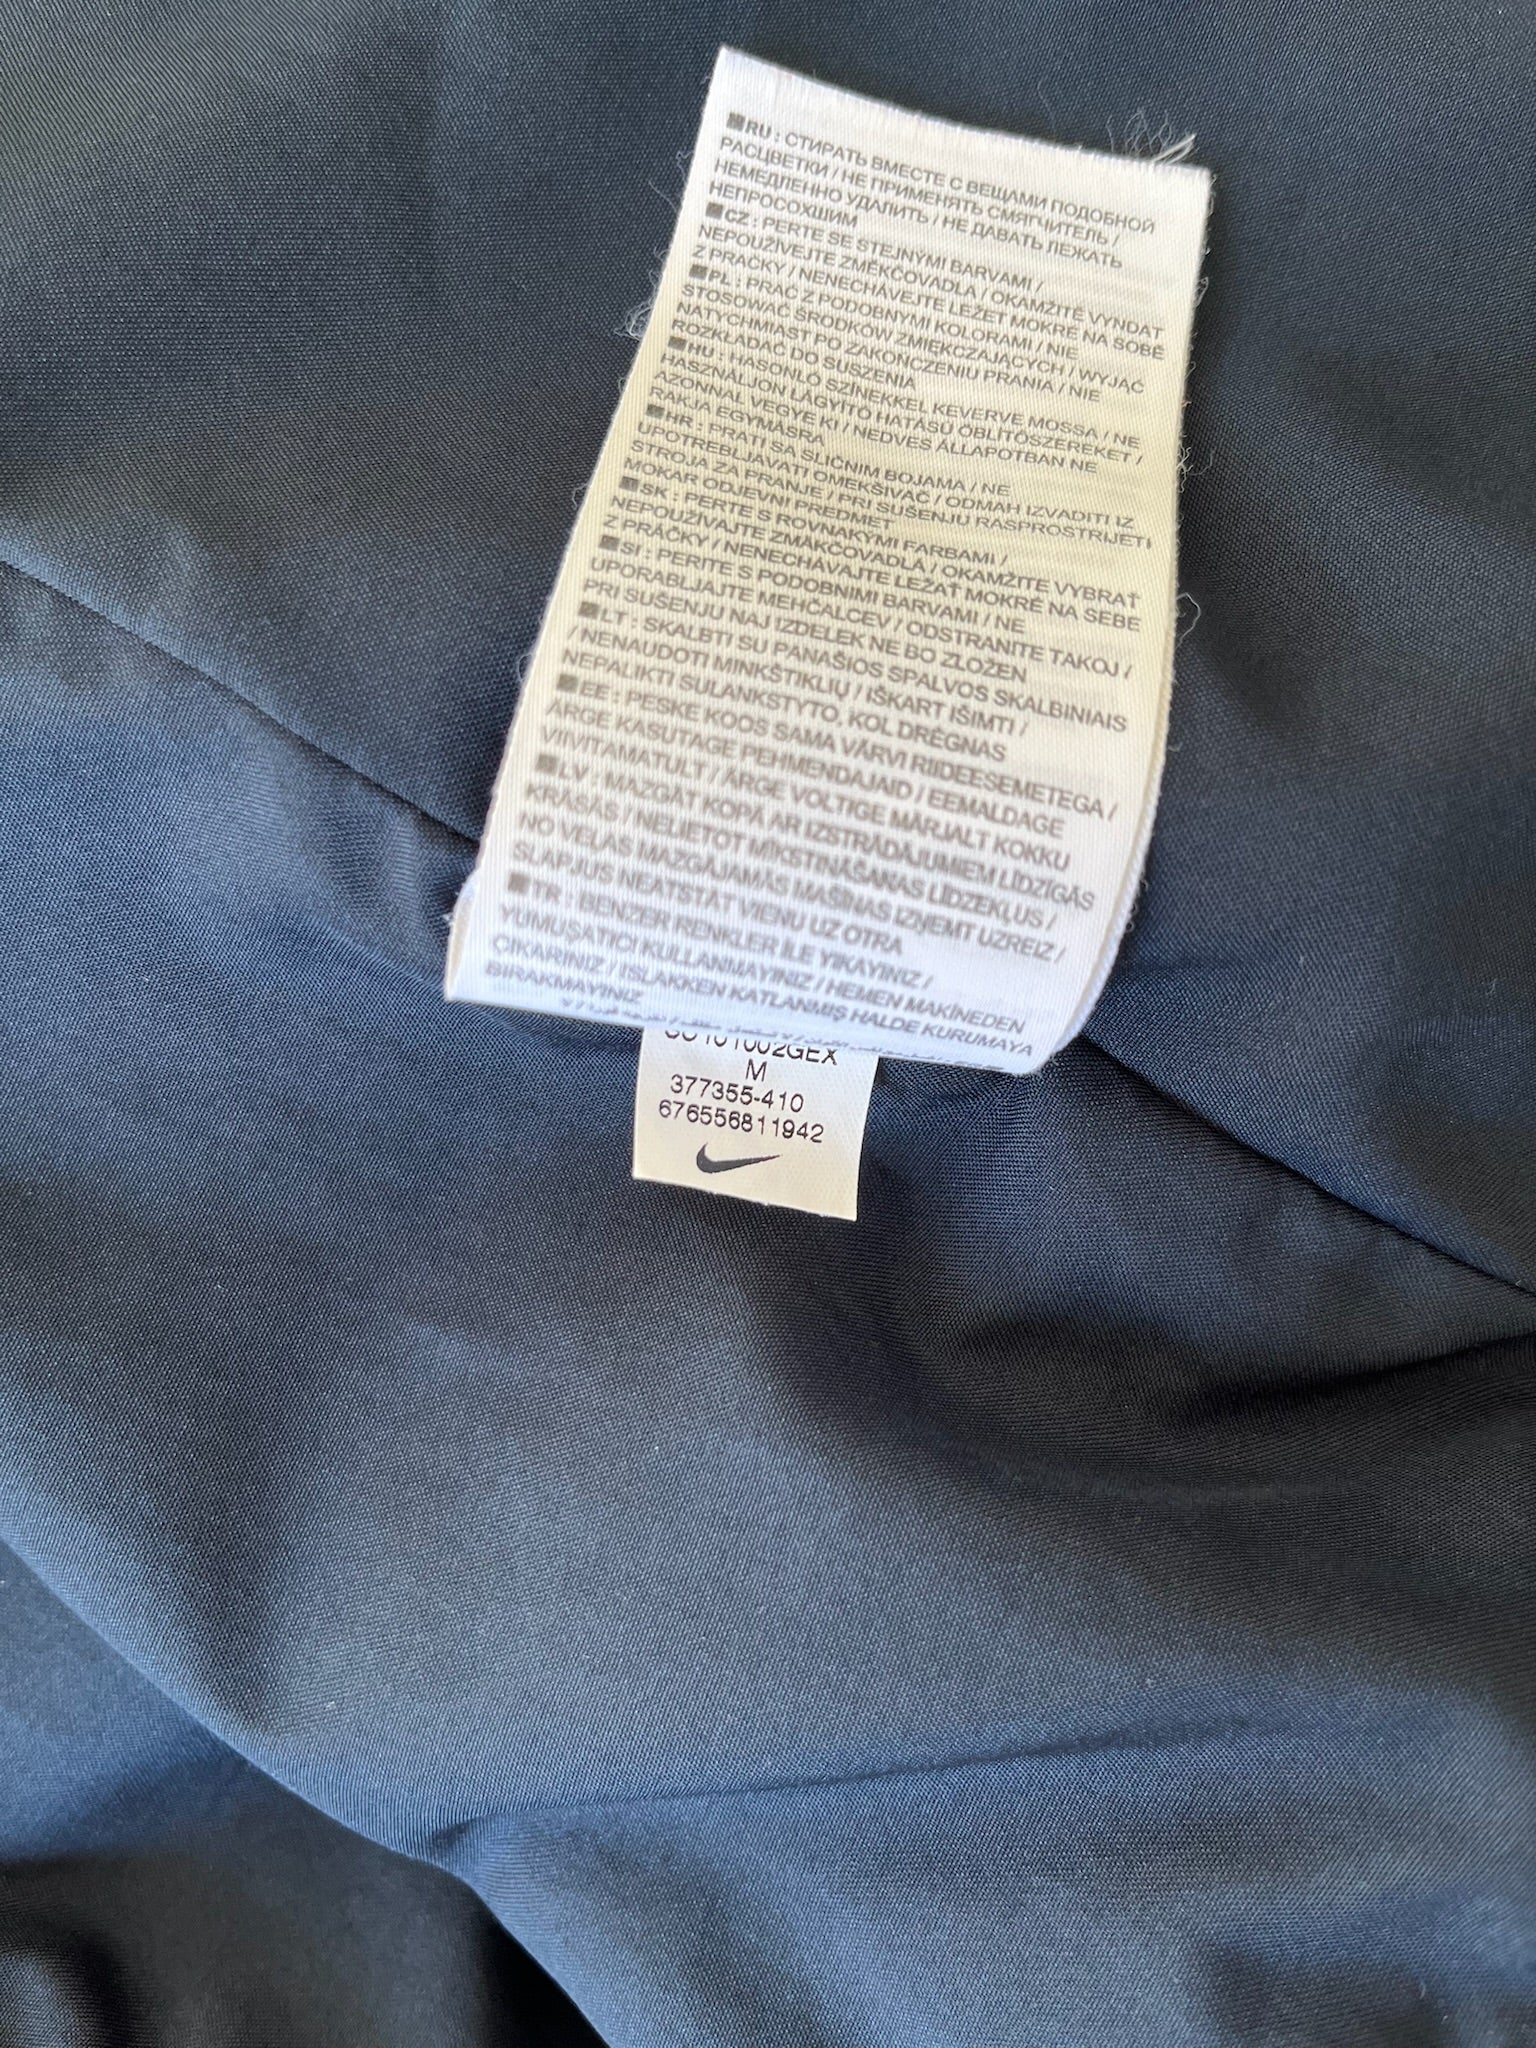 RU : СТИРАТЬ ВМЕСТЕ С ВЕЩАМИ ПОДОБНОЙ
РАСЦВЕТКИ / НЕ ПРИМЕНЯТЬ СМЯГЧИТЕЛЬ /
НЕМЕДЛЕННО УДАЛИТЬ / НЕ ДАВАТЬ ЛЕЖАТЬ
НЕПРОСОХШИМ
CZ : PERTE SE STEJNÝMI BARVAMI /
NEPOUŽÍVEJTE ZMĚKČOVADLA / OKAMŽITĚ VYNDAT
Z PRAČKY / NENECHÁVEJTE LEŽET MOKRÉ NA SOBĚ
PL : PRAĆ Z PODOBNYMI KOLORAMI / NIE
STOSOWAĆ ŚRODKÓW ZMIĘKCZAJĄCYCH / WYJĄĆ
NATYCHMIAST PO ZAKOŃCZENIU PRANIA / NIE
ROZKŁADAĆ DO SUSZENIA
HU : HASONLÓ SZÍNEKKEL KEVERVE MOSSA / NE
HASZNÁLJON LÁGYÍTÓ HATÁSÚ ÖBLÍTŐSZEREKET /
AZONNAL VEGYE KI / NEDVES ÁLLAPOTBAN NE
RAKJA EGYMÁSRA
HR : PRATI SA SLIČNIM BOJAMA / NE
UPOTREBLJAVATI OMEKŠIVAČ / ODMAH IZVADITI IZ
STROJA ZA PRANJE / PRI SUŠENJU RASPROSTRIJETI
MOKAR ODJEVNI PREDMET
SK : PERTE S ROVNAKÝMI FARBAMI /
NEPOUŽÍVAJTE ZMÄKČOVADLÁ / OKAMŽITE VYBRAŤ
Z PRÁČKY / NENECHÁVAJTE LEŽAŤ MOKRÉ NA SEBE
SI : PERITE S PODOBNIMI BARVAMI / NE
UPORABLJAJTE MEHČALCEV / ODSTRANITE TAKOJ /
PRI SUŠENJU NAJ IZDELEK NE BO ZLOŽEN
LT : SKALBTI SU PANAŠIOS SPALVOS SKALBINIAIS
/ NENAUDOTI MINKŠTIKLIŲ / IŠKART IŠIMTI /
NEPALIKTI SULANKSTYTO, KOL DRĖGNAS
EE : PESKE KOOS SAMA VÄRVI RIIDEESEMETEGA /
ÄRGE KASUTAGE PEHMENDAJAID / EEMALDAGE
VIIVITAMATULT / ÄRGE VOLTIGE MÄRJALT KOKKU
LV : MAZGĀT KOPĀ AR IZSTRĀDĀJUMIEM LĪDZĪGĀS
KRĀSĀS / NELIETOT MĪKSTINĀŠANAS LĪDZEKĻUS /
NO VEĻAS MAZGĀJAMĀS MAŠĪNAS IZŅEMT UZREIZ /
SLAPJUS NEATSTĀT VIENU UZ OTRA
TR : BENZER RENKLER İLE YIKAYINIZ /
YUMUŞATICI KULLANMAYINIZ / HEMEN MAKİNEDEN
ÇIKARINIZ / ISLAKKEN KATLANMIŞ HALDE KURUMAYA
BIRAKMAYINIZ
M
377355-410
676556811942